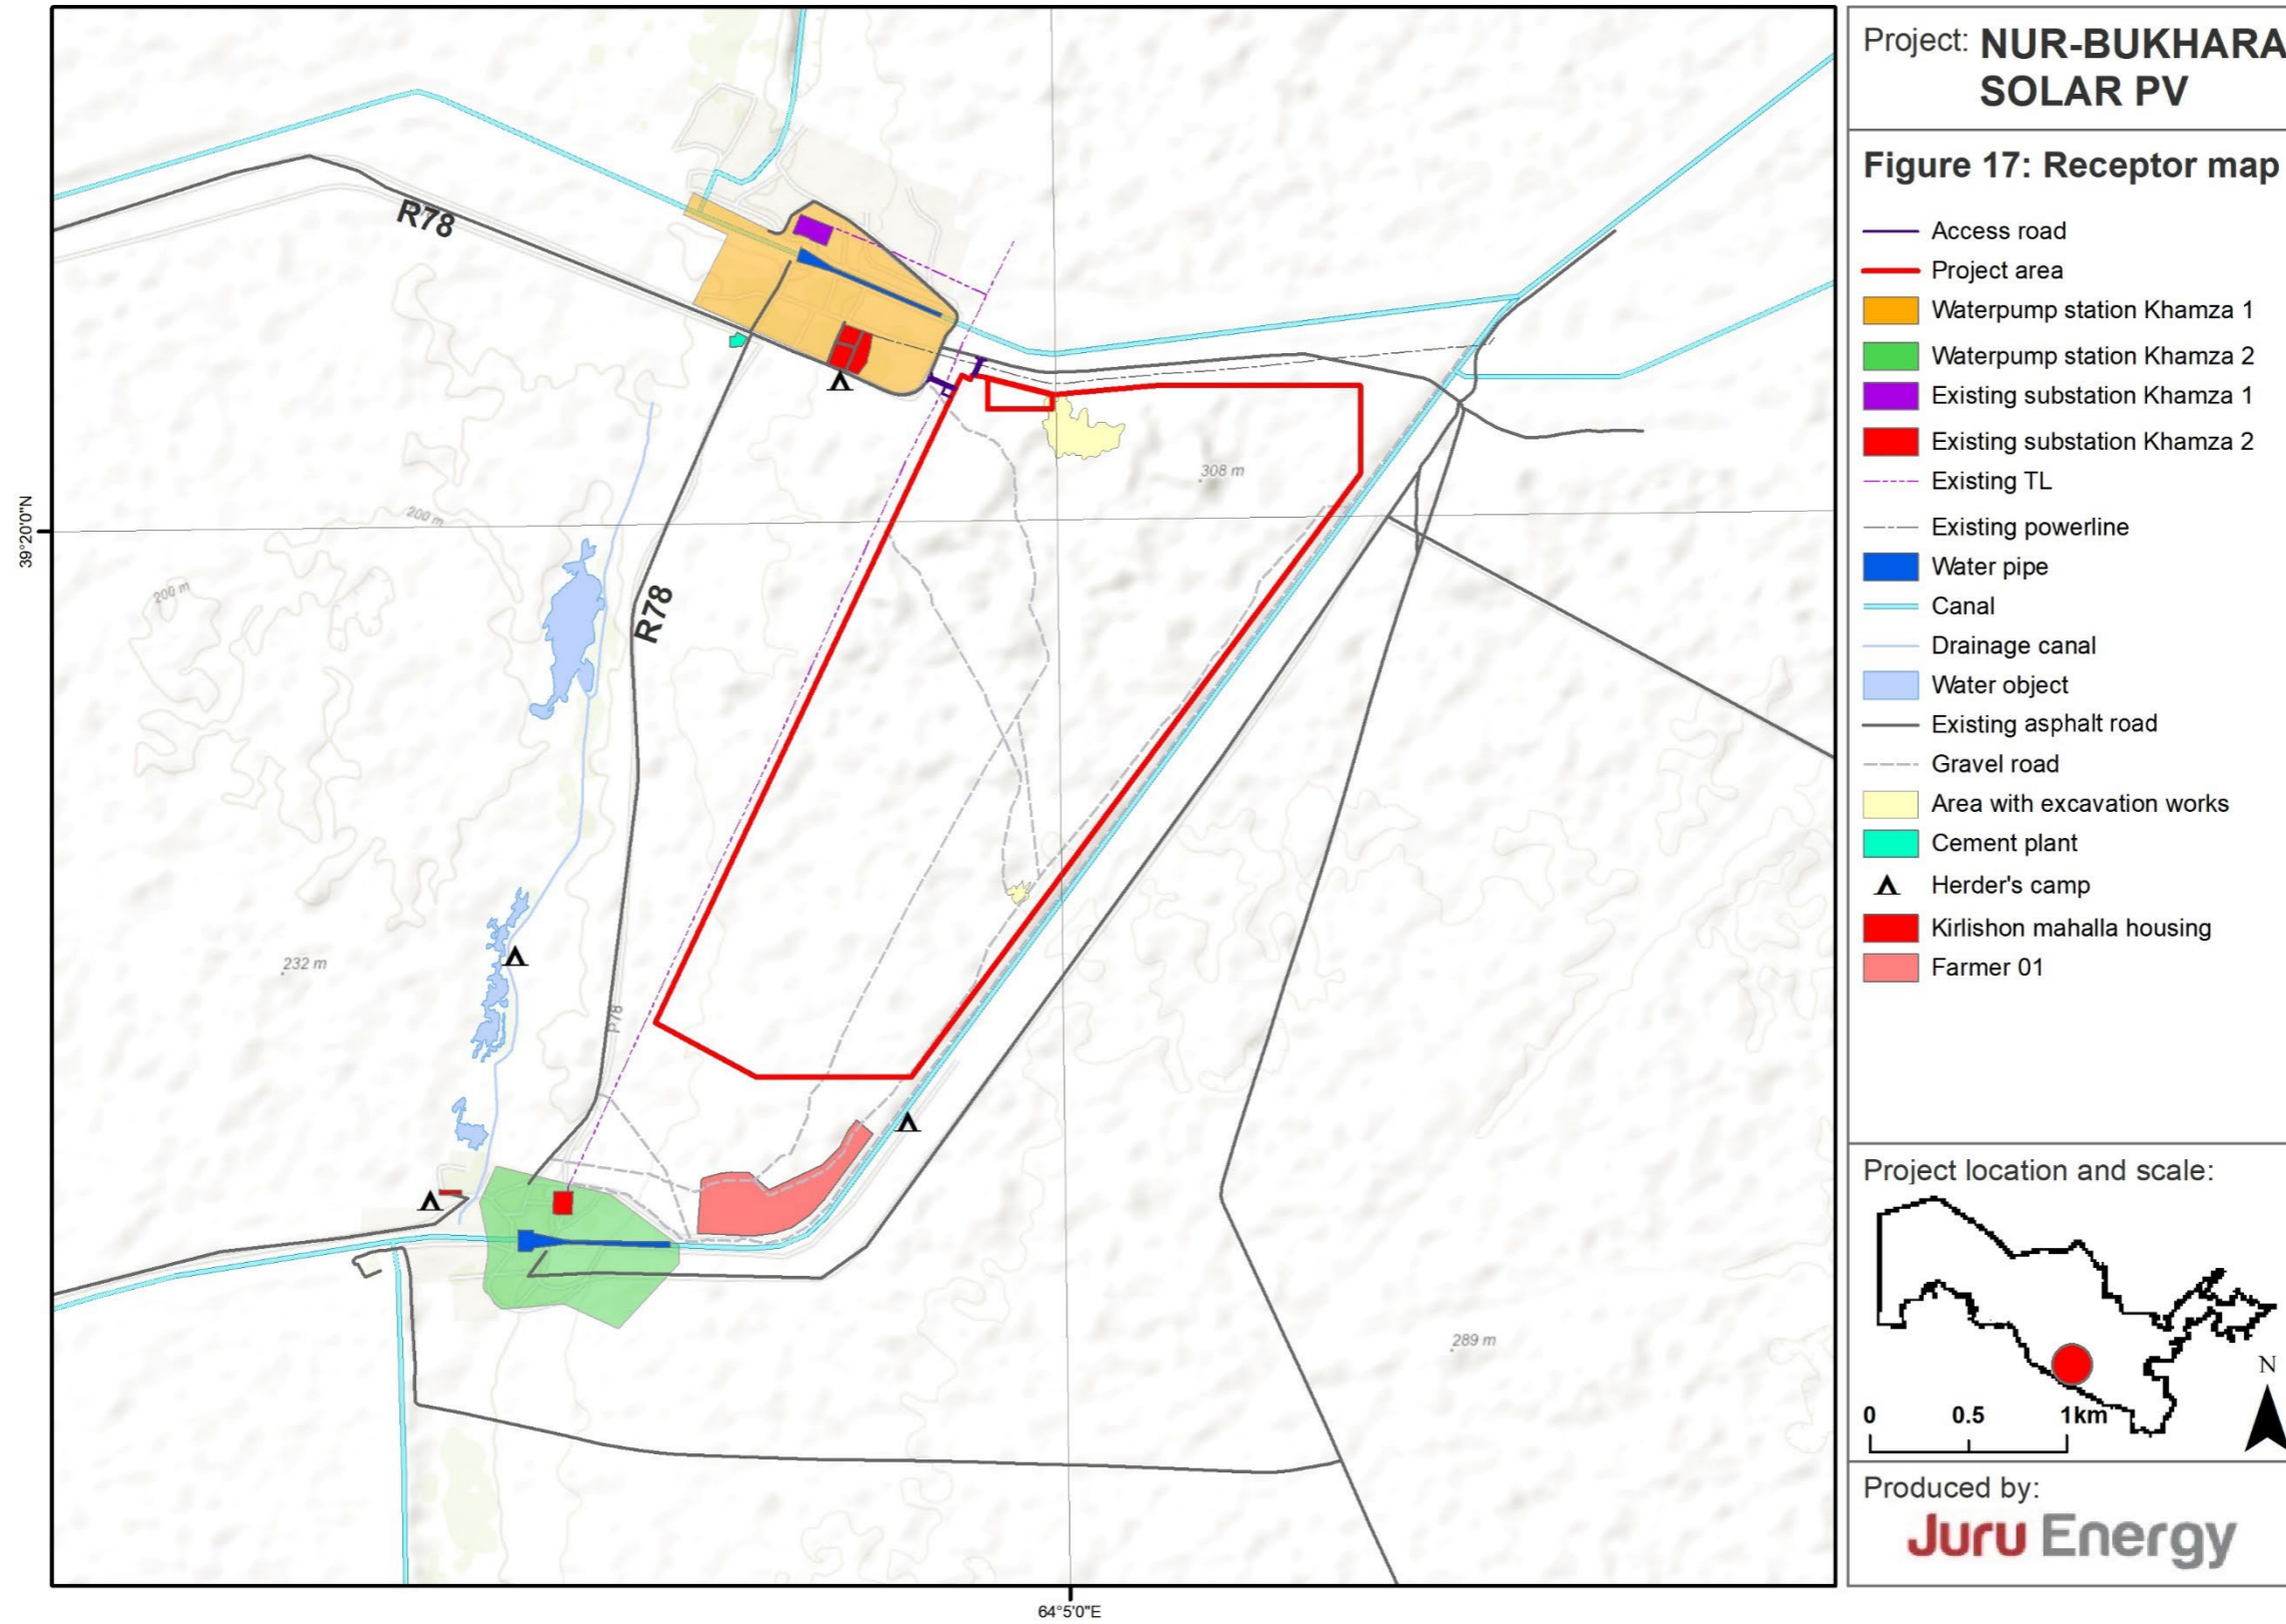 Project: NUR-BUKHARA
SOLAR PV
Figure 17: Receptor map
Access road
Project area
Waterpump station Khamza 1
Waterpump station Khamza 2
Existing substation Khamza 1
Existing substation Khamza 2
Existing TL
Existing powerline
Water pipe
Canal
Drainage canal
Water object
Existing asphalt road
Gravel road
Area with excavation works
Cement plant
Herder's camp
Kirlishon mahalla housing
Farmer 01
Project location and scale:
N
0 0.5 1km
Produced by:
Juru Energy
R78
308 m
39°20'0"N
200 m
200 m
R78
232 m
P78
289 m
64°5'0"E